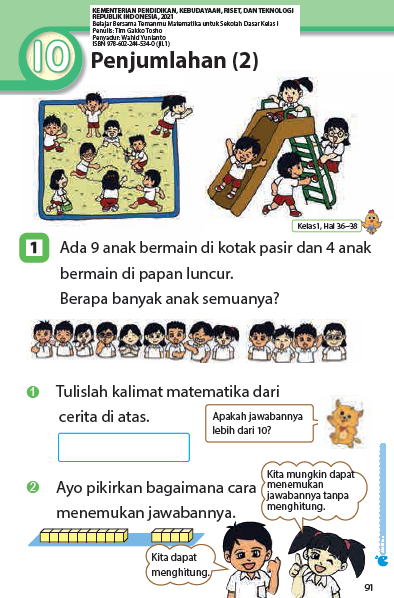 KEMENTERIAN PENDIDIKAN, KEBUDAYAAN, RISET, DAN TEKNOLOGI
REPUBLIK INDONESIA, 2021
Belajar Bersama Temanmu Matematika untuk Sekolah Dasar Kelas I
Penulis: Tim Gakko Tosho
Penyadur: Wahid Yunianto
ISBN 978-602-244-534-0 (jil.1)
10
Penjumlahan (2)
Kelas1, Hal 36–38
1 Ada 9 anak bermain di kotak pasir dan 4 anak
bermain di papan luncur.
Berapa banyak anak semuanya?
1 Tulislah kalimat matematika dari
cerita di atas.
Apakah jawabannya
lebih dari 10?
2 Ayo pikirkan bagaimana cara
menemukan jawabannya.
Kita mungkin dapat
menemukan
jawabannya tanpa
menghitung.
Kita dapat
menghitung.
91